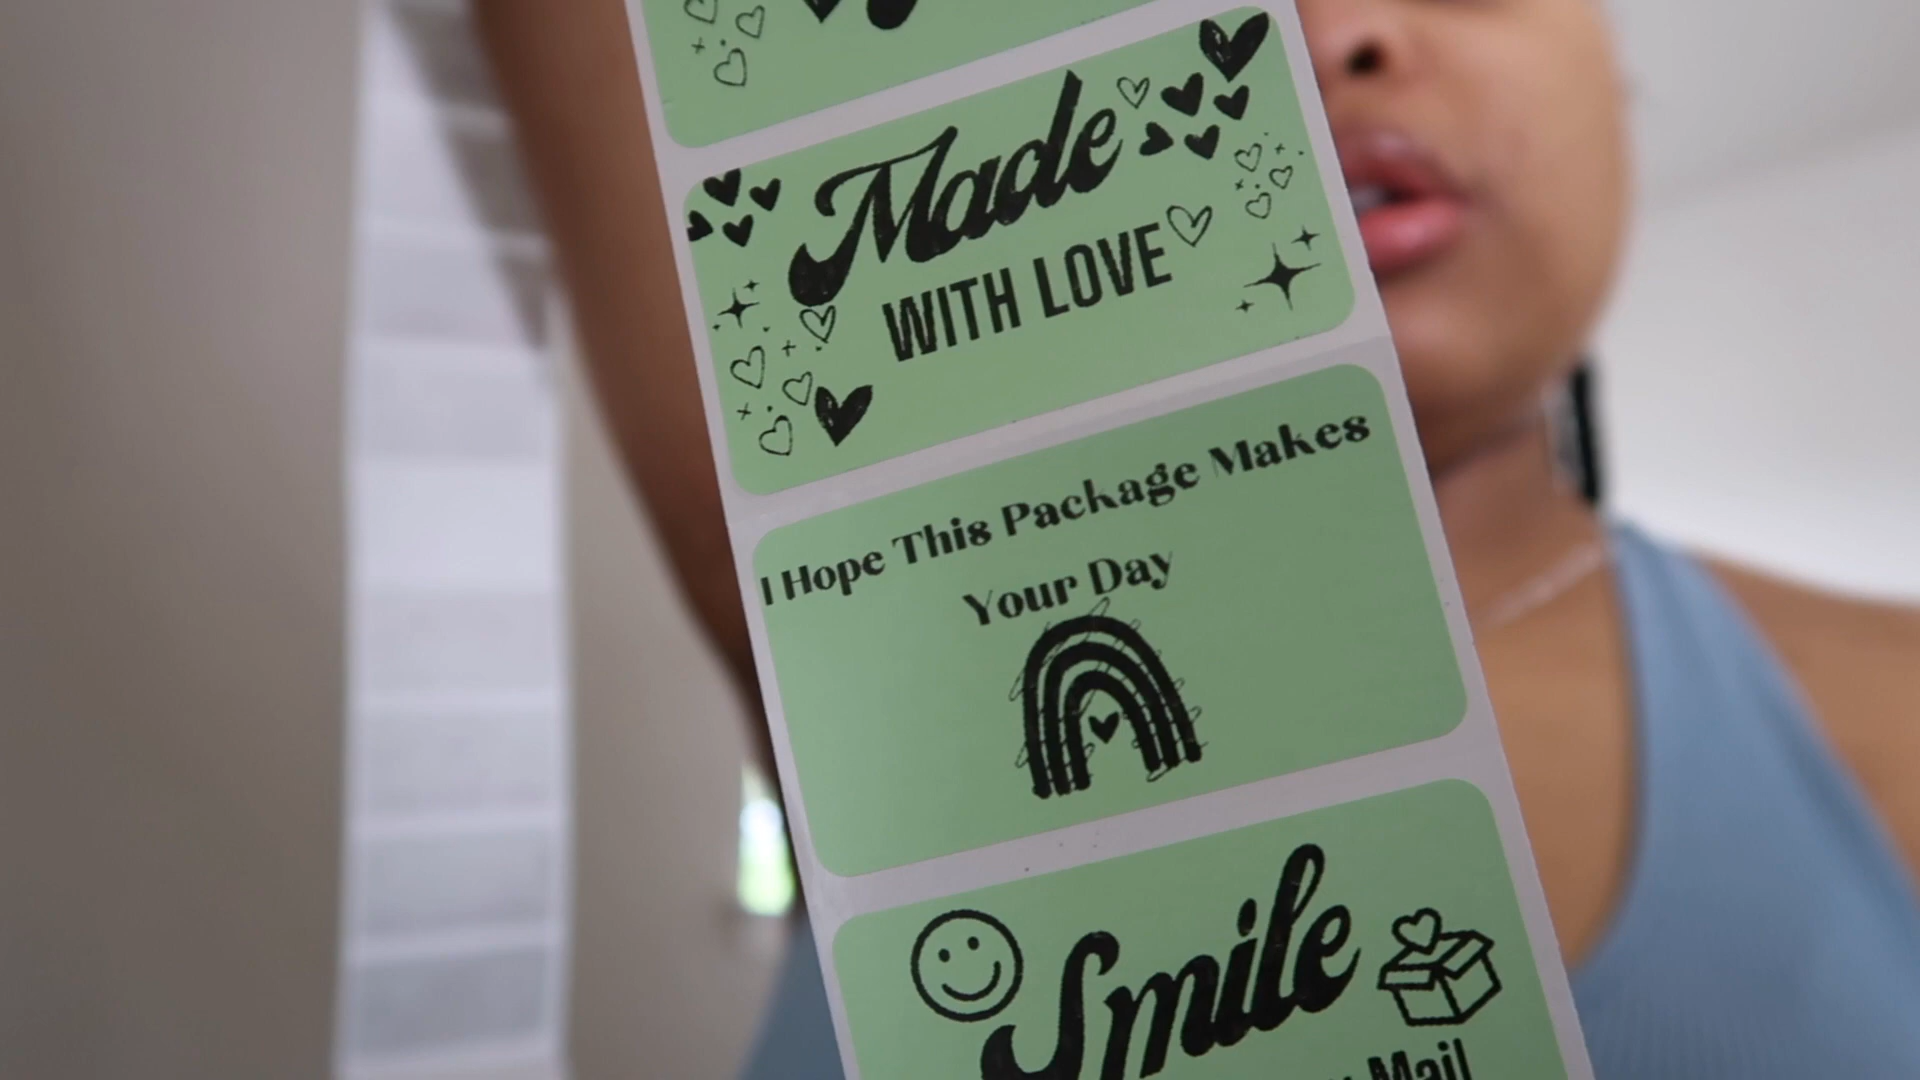 Made
WITH LOVE
I Hope This Package Makes
Your Day
Smile
Mail